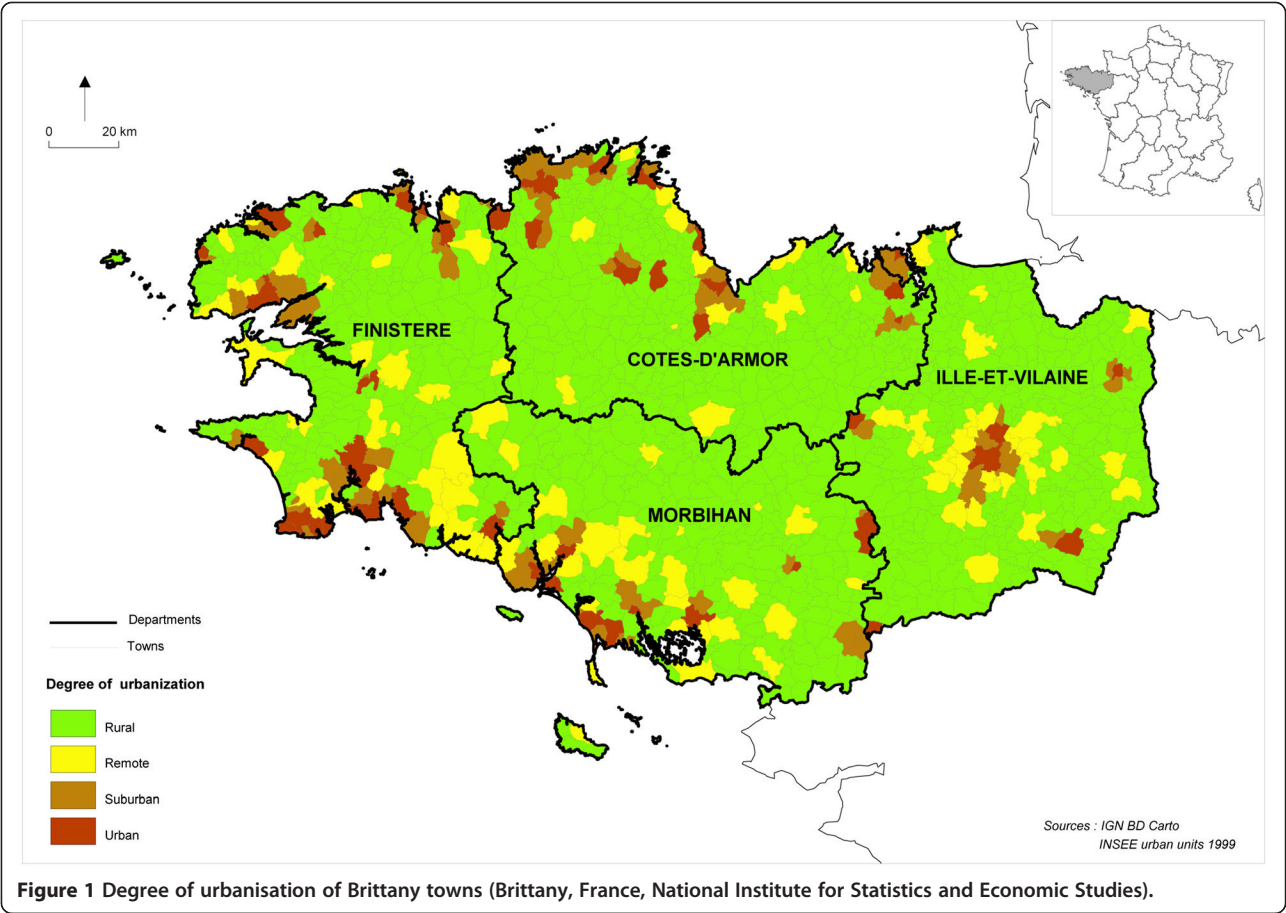 0 20 km
FINISTERE
COTES-D'ARMOR
ILLE-ET-VILAINE
MORBIHAN
Departments
Towns
Degree of urbanization
Rural
Remote
Suburban
Urban
Sources : IGN BD Carto
INSEE urban units 1999
Figure 1 Degree of urbanisation of Brittany towns (Brittany, France, National Institute for Statistics and Economic Studies).